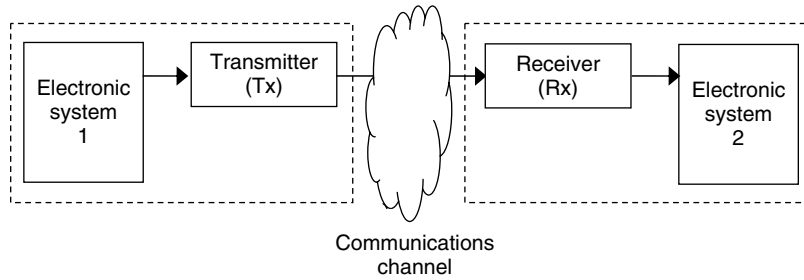 Electronic
system
1
Transmitter
(Tx)
Communications
channel
Receiver
(Rx)
Electronic
system
2